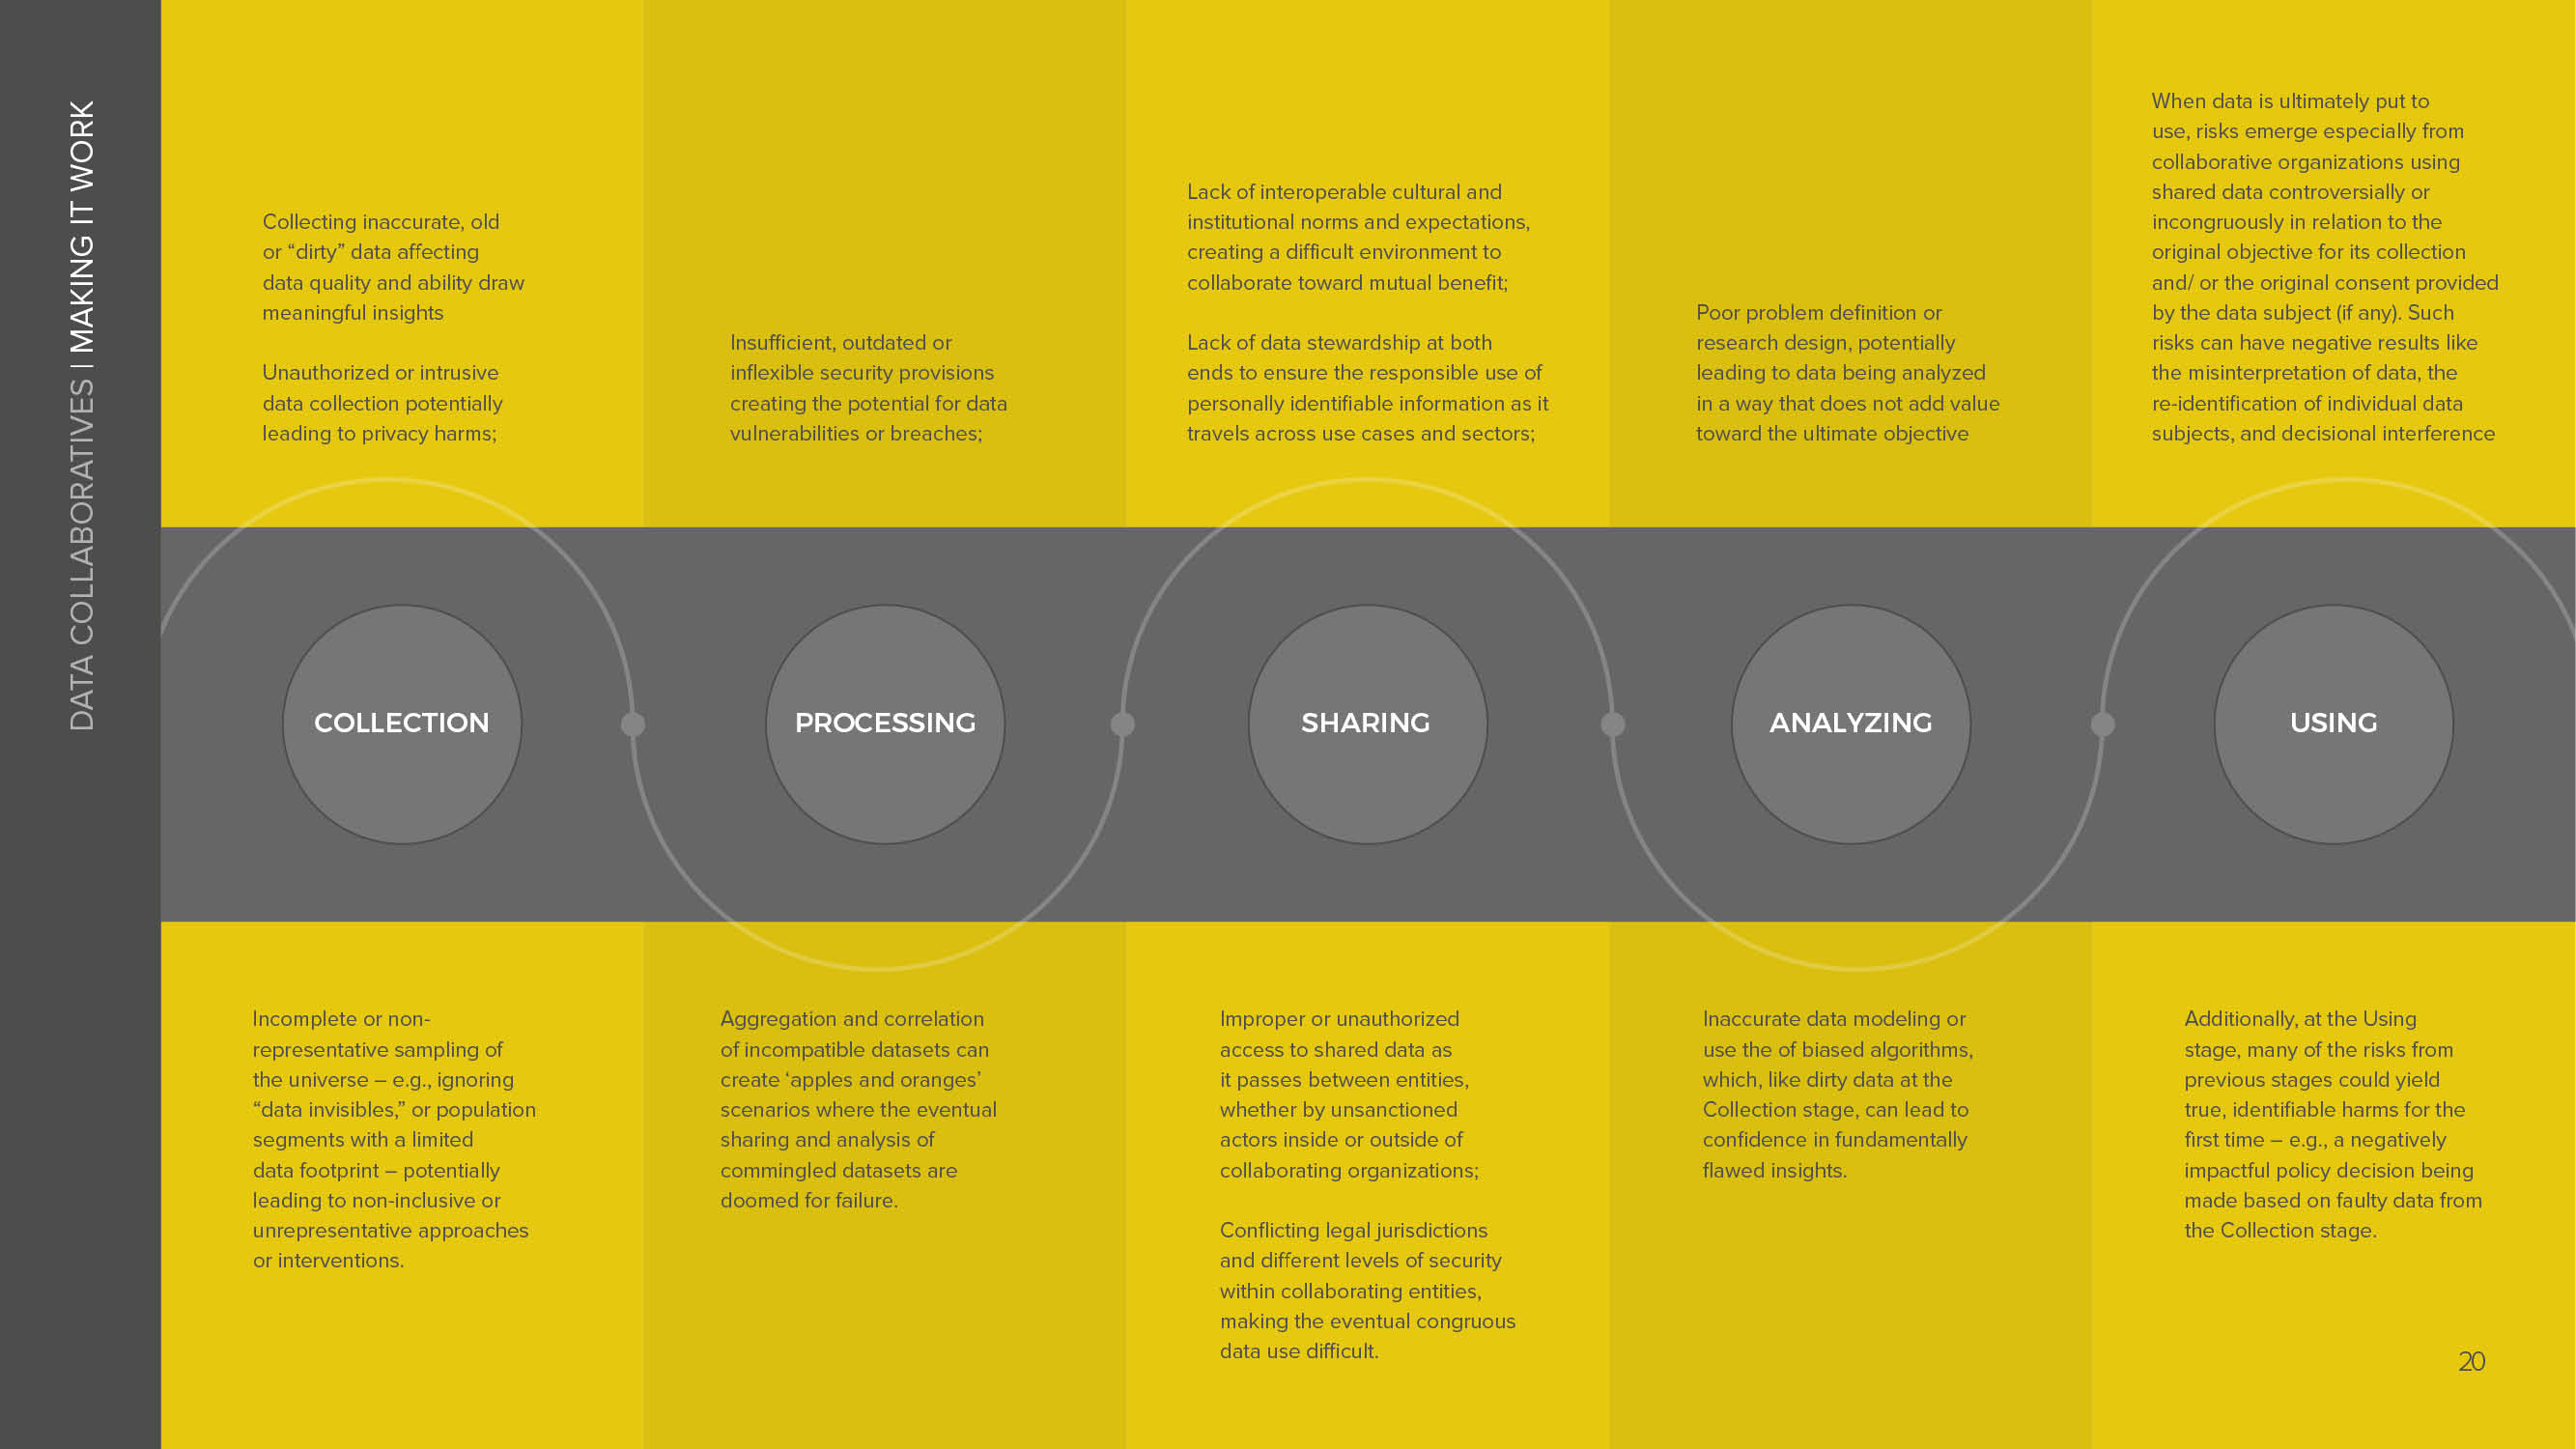 DATA COLLABORATIVES | MAKING IT WORK
Collecting inaccurate, old
or “dirty” data affecting
data quality and ability draw
meaningful insights
Unauthorized or intrusive
data collection potentially
leading to privacy harms;
Insufficient, outdated or
inflexible security provisions
creating the potential for data
vulnerabilities or breaches;
Lack of interoperable cultural and
institutional norms and expectations,
creating a difficult environment to
collaborate toward mutual benefit;
Lack of data stewardship at both
ends to ensure the responsible use of
personally identifiable information as it
travels across use cases and sectors;
Poor problem definition or
research design, potentially
leading to data being analyzed
in a way that does not add value
toward the ultimate objective
When data is ultimately put to
use, risks emerge especially from
collaborative organizations using
shared data controversially or
incongruously in relation to the
original objective for its collection
and/ or the original consent provided
by the data subject (if any). Such
risks can have negative results like
the misinterpretation of data, the
re-identification of individual data
subjects, and decisional interference
COLLECTION
PROCESSING
SHARING
ANALYZING
USING
Incomplete or non-
representative sampling of
the universe – e.g., ignoring
“data invisibles,” or population
segments with a limited
data footprint – potentially
leading to non-inclusive or
unrepresentative approaches
or interventions.
Aggregation and correlation
of incompatible datasets can
create ‘apples and oranges’
scenarios where the eventual
sharing and analysis of
commingled datasets are
doomed for failure.
Improper or unauthorized
access to shared data as
it passes between entities,
whether by unsanctioned
actors inside or outside of
collaborating organizations;
Conflicting legal jurisdictions
and different levels of security
within collaborating entities,
making the eventual congruous
data use difficult.
Inaccurate data modeling or
use the of biased algorithms,
which, like dirty data at the
Collection stage, can lead to
confidence in fundamentally
flawed insights.
Additionally, at the Using
stage, many of the risks from
previous stages could yield
true, identifiable harms for the
first time – e.g., a negatively
impactful policy decision being
made based on faulty data from
the Collection stage.
20